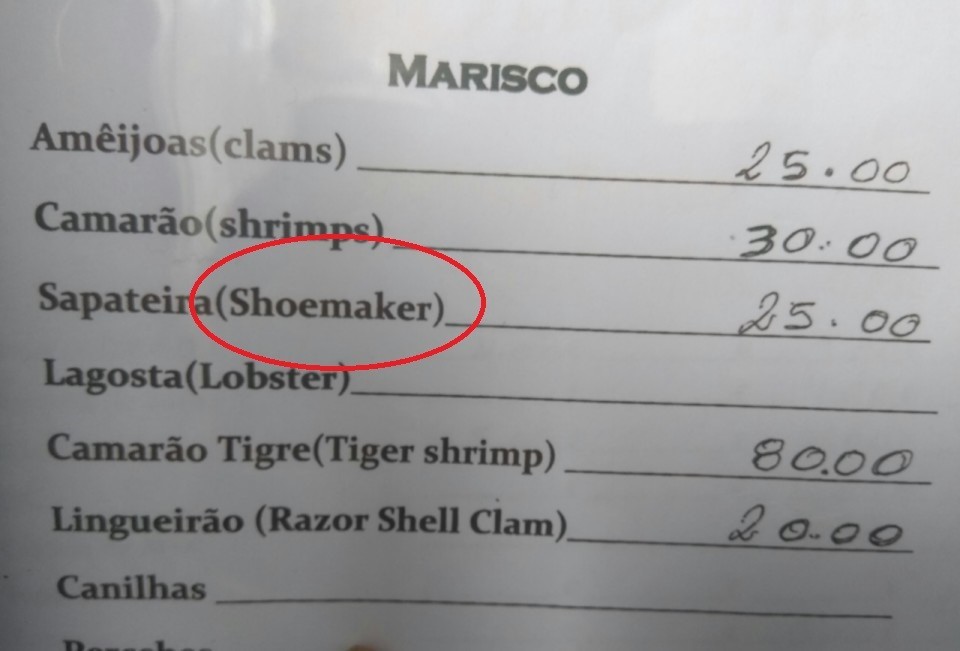 MARISCO
Amêijoas(clams) 25.00
Camarão(shrimps) 30.00
Sapateira(Shoemaker) 25.00
Lagosta(Lobster)
Camarão Tigre(Tiger shrimp) 80.00
Lingueirão (Razor Shell Clam) 20.00
Canilhas